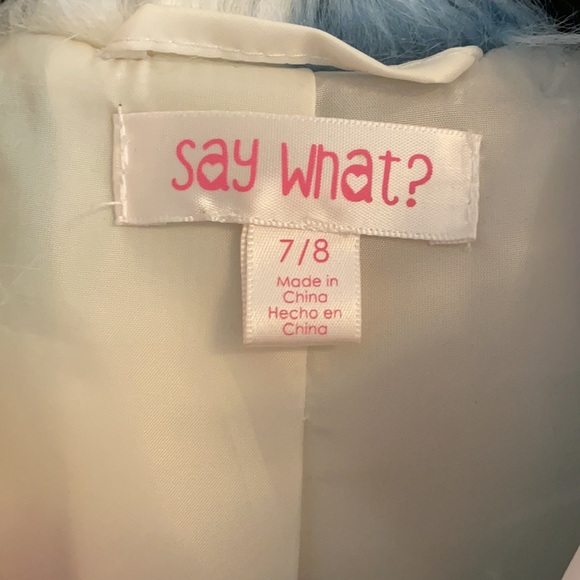 say what?
7/8
Made in
China
Hecho en
China